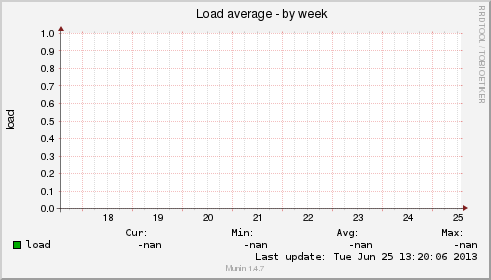 Load average - by week
RRDTOOL / TOBI OETIKER
load
1.0
0.9
0.8
0.7
0.6
0.5
0.4
0.3
0.2
0.1
0.0
18 19 20 21 22 23 24 25
Cur: Min: Avg: Max:
load -nan -nan -nan -nan
Last update: Tue Jun 25 13:20:06 2013
Munin 1.4.7